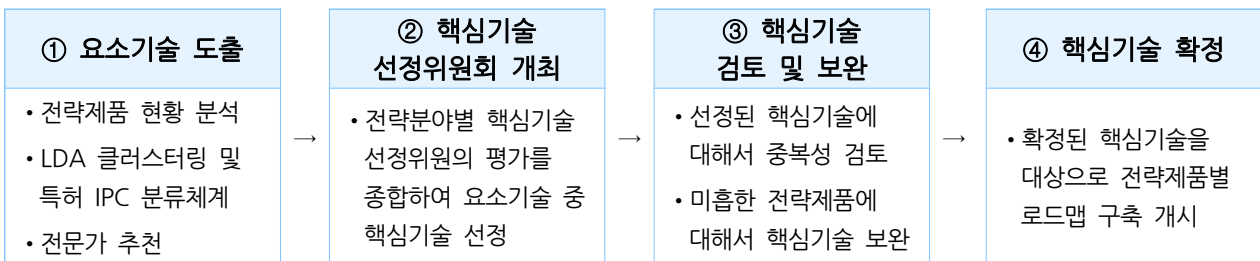 ① 요소기술 도출
• 전략제품 현황 분석
• LDA 클러스터링 및
특허 IPC 분류체계
• 전문가 추천
→
② 핵심기술
선정위원회 개최
• 전략분야별 핵심기술
선정위원의 평가를
종합하여 요소기술 중
핵심기술 선정
→
③ 핵심기술
검토 및 보완
• 선정된 핵심기술에
대해서 중복성 검토
• 미흡한 전략제품에
대해서 핵심기술 보완
→
④ 핵심기술 확정
• 확정된 핵심기술을
대상으로 전략제품별
로드맵 구축 개시